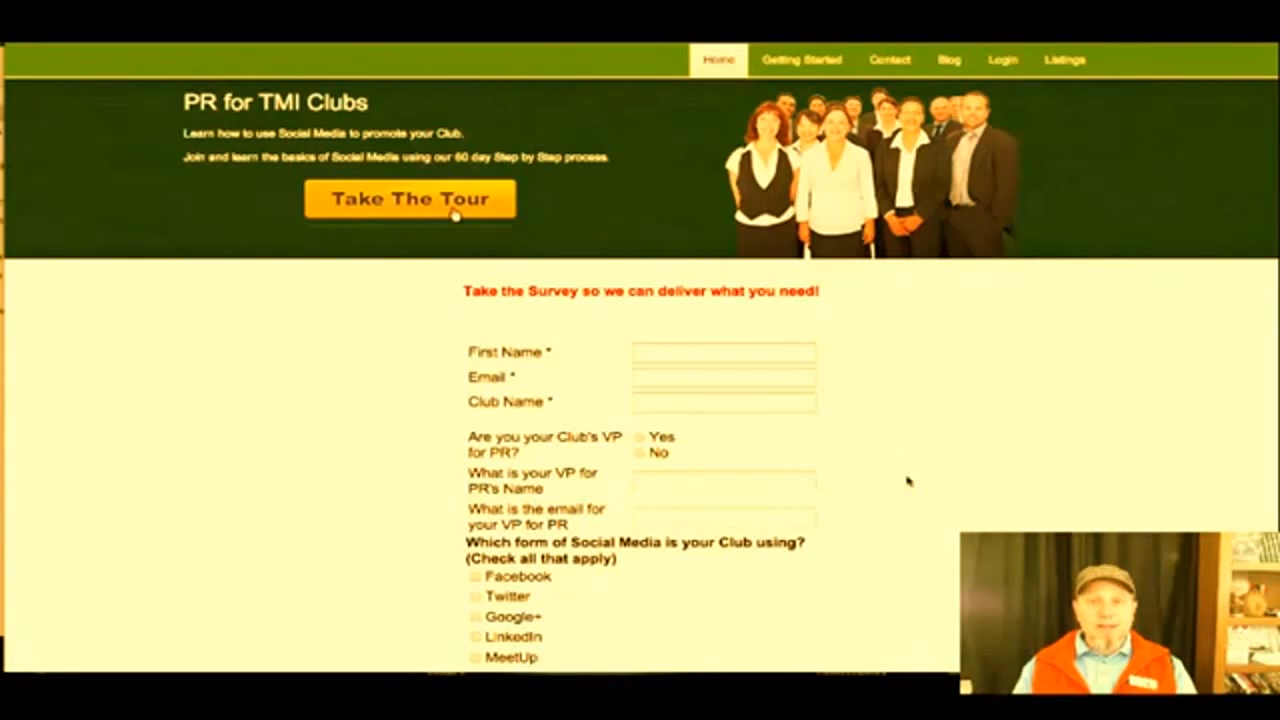 Home Getting Started Contact Blog Login Listings
PR for TMI Clubs
Learn how to use Social Media to promote your Club.
Join and learn the basics of Social Media using our 60 day Step by Step process.
Take The Tour
Take the Survey so we can deliver what you need!
First Name *
Email *
Club Name *
Are you your Club's VP
for PR?
Yes
No
What is your VP for
PR's Name
What is the email for
your VP for PR
Which form of Social Media is your Club using?
(Check all that apply)
Facebook
Twitter
Google+
LinkedIn
MeetUp